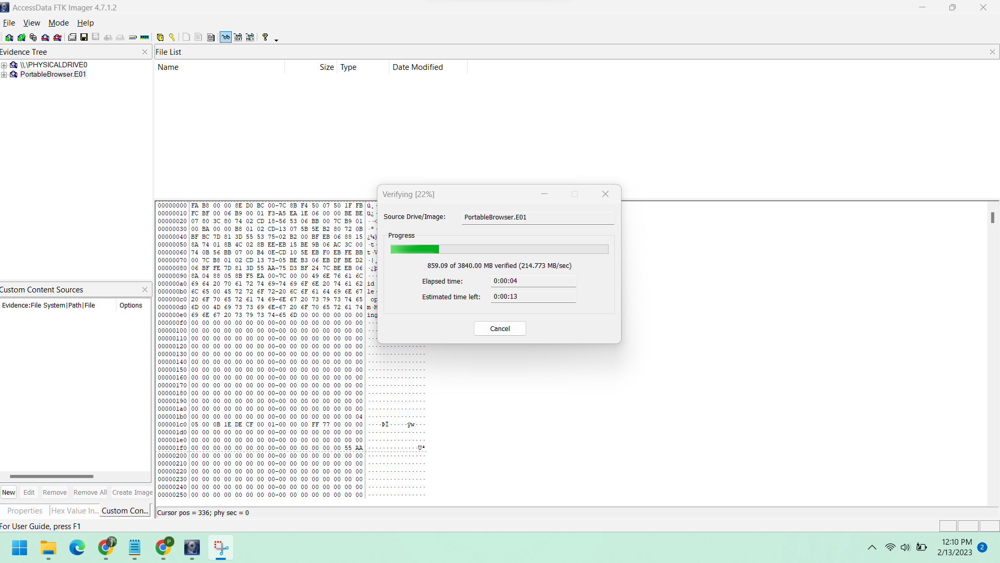 AccessData FTK Imager 4.7.1.2
File View Mode Help
Evidence Tree
File List
\\.\PHYSICALDRIVE0
PortableBrowser.E01
Name Size Type Date Modified
Verifying [22%]
Source Drive/Image: PortableBrowser.E01
Progress
859.09 of 3840.00 MB verified (214.773 MB/sec)
Elapsed time: 0:00:04
Estimated time left: 0:00:13
Cancel
00000000 FA B8 00 00 8E D0 BC 00-7C 8B F4 50 07 50 1F FB
00000010 FC BF 00 06 B9 00 01 F3-A5 EA 1E 06 00 00 BE BE
00000020 07 80 3C 80 74 02 CD 18-56 53 06 BB 00 7C B9 01
00000030 00 BA 00 00 B8 01 02 CD-13 07 5B 5E B2 80 72 0B
00000040 BF BC 7D 81 3D 55 53 75-02 B2 00 BF EB 06 88 15
00000050 8A 74 01 8B 4C 02 8B EE-EB 15 BE 9B 06 AC 3C 00
00000060 74 0B 56 BB 07 00 B4 0E-CD 10 5E EB F0 EB FE BB
00000070 00 7C B8 01 02 CD 13 73-05 BE B3 06 EB DF BE D2
00000080 06 BF FE 7D 81 3D 55 AA-75 D3 BF 24 7C BE EB 06
00000090 8A 04 88 05 8B F5 EA 00-7C 00 00 49 6E 76 61 6C
000000a0 69 64 20 70 61 72 74 69-74 69 6F 6E 20 74 61 62 id
000000b0 6C 65 00 45 72 72 6F 72-20 6C 6F 61 64 69 6E 67 le·
000000c0 20 6F 70 65 72 61 74 69-6E 67 20 73 79 73 74 65 op
000000d0 6D 00 4D 69 73 73 69 6E-67 20 6F 70 65 72 61 74 m·M
000000e0 69 6E 67 20 73 79 73 74-65 6D 00 00 00 00 00 00 ing
000000f0 00 00 00 00 00 00 00 00-00 00 00 00 00 00 00 00
00000100 00 00 00 00 00 00 00 00-00 00 00 00 00 00 00 00
00000110 00 00 00 00 00 00 00 00-00 00 00 00 00 00 00 00
00000120 00 00 00 00 00 00 00 00-00 00 00 00 00 00 00 00 ················
00000130 00 00 00 00 00 00 00 00-00 00 00 00 00 00 00 00 ················
00000140 00 00 00 00 00 00 00 00-00 00 00 00 00 00 00 00 ················
00000150 00 00 00 00 00 00 00 00-00 00 00 00 00 00 00 00 ················
00000160 00 00 00 00 00 00 00 00-00 00 00 00 00 00 00 00 ················
00000170 00 00 00 00 00 00 00 00-00 00 00 00 00 00 00 00 ················
00000180 00 00 00 00 00 00 00 00-00 00 00 00 00 00 00 00 ················
00000190 00 00 00 00 00 00 00 00-00 00 00 00 00 00 00 00 ················
000001a0 00 00 00 00 00 00 00 00-00 00 00 00 00 00 00 00 ················
000001b0 00 00 00 00 00 00 00 00-00 00 00 00 00 00 00 04 ················
000001c0 05 00 0B 1E DE CF 00 01-00 00 00 FF 77 00 00 00 ····ÞÏ·····ÿw···
000001d0 00 00 00 00 00 00 00 00-00 00 00 00 00 00 00 00 ················
000001e0 00 00 00 00 00 00 00 00-00 00 00 00 00 00 00 00 ················
000001f0 00 00 00 00 00 00 00 00-00 00 00 00 00 00 55 AA ··············Uª
00000200 00 00 00 00 00 00 00 00-00 00 00 00 00 00 00 00 ················
00000210 00 00 00 00 00 00 00 00-00 00 00 00 00 00 00 00 ················
00000220 00 00 00 00 00 00 00 00-00 00 00 00 00 00 00 00 ················
00000230 00 00 00 00 00 00 00 00-00 00 00 00 00 00 00 00 ················
00000240 00 00 00 00 00 00 00 00-00 00 00 00 00 00 00 00 ················
00000250 00 00 00 00 00 00 00 00-00 00 00 00 00 00 00 00 ················
Custom Content Sources
Evidence:File System|Path|File Options
New Edit Remove Remove All Create Image
Properties Hex Value In... Custom Con...
Cursor pos = 336; phy sec = 0
For User Guide, press F1
12:10 PM
2/13/2023
2